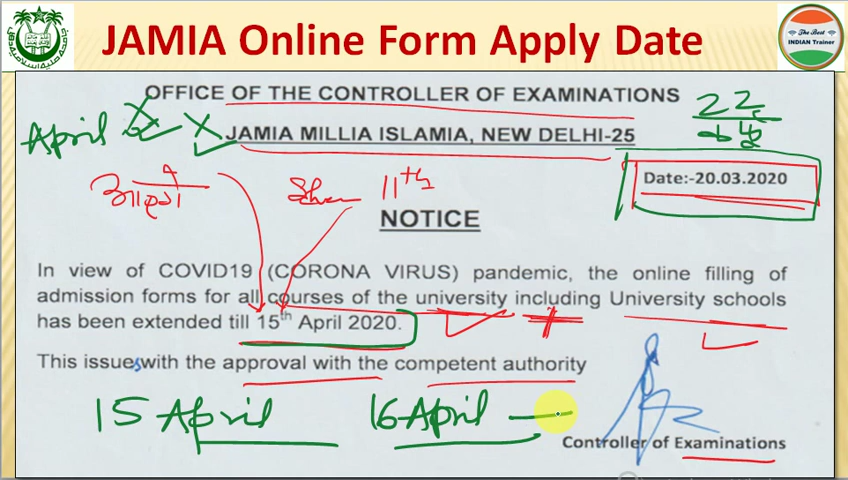 JAMIA Online Form Apply Date
The Best
INDIAN Trainer
OFFICE OF THE CONTROLLER OF EXAMINATIONS
April
JAMIA MILLIA ISLAMIA, NEW DELHI-25
22
Date:-20.03.2020
11th
NOTICE
In view of COVID19 (CORONA VIRUS) pandemic, the online filling of
admission forms for all courses of the university including University schools
has been extended till 15th April 2020.
This issues with the approval with the competent authority
15 April 16 April
Controller of Examinations